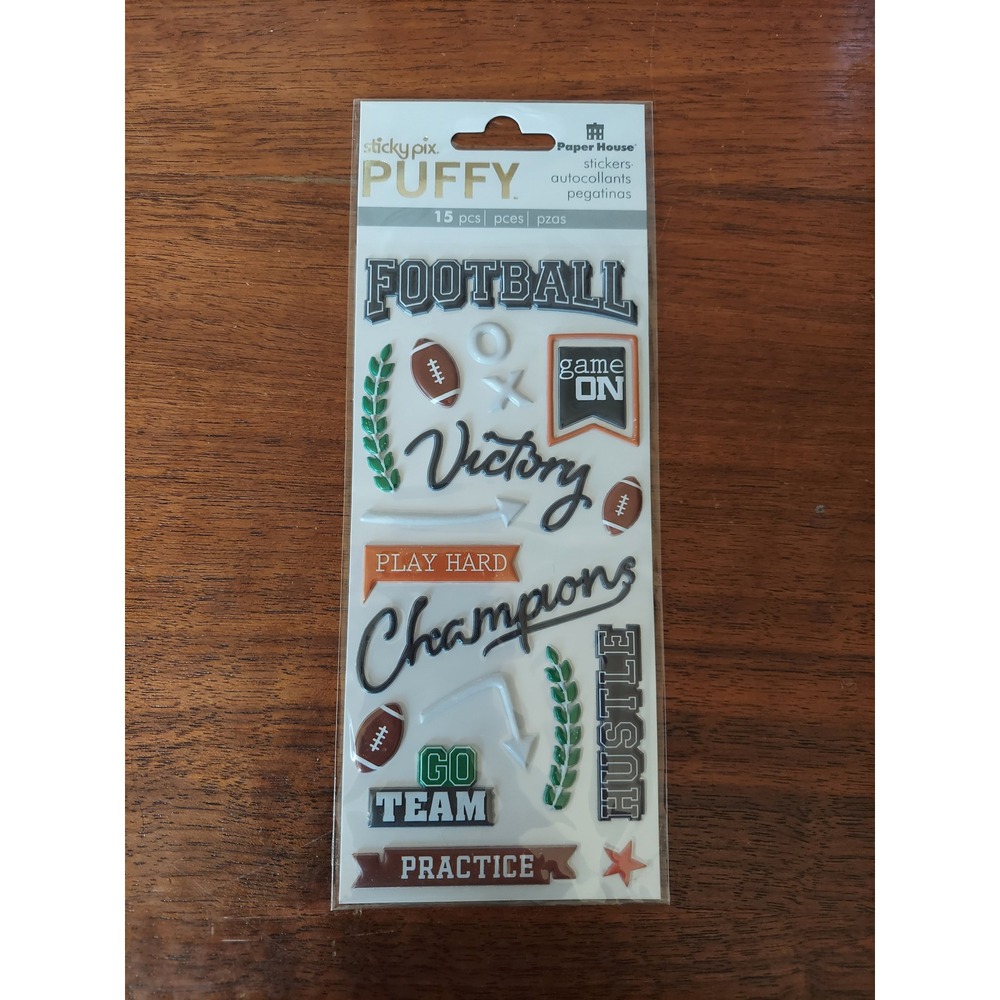 sticky pix
PUFFY
Paper House
stickers
autocollants
pegatinas
15 pcs | pces | pzas
FOOTBALL
O
X
game
ON
Victory
PLAY HARD
Champions
HUSTLE
GO
TEAM
PRACTICE